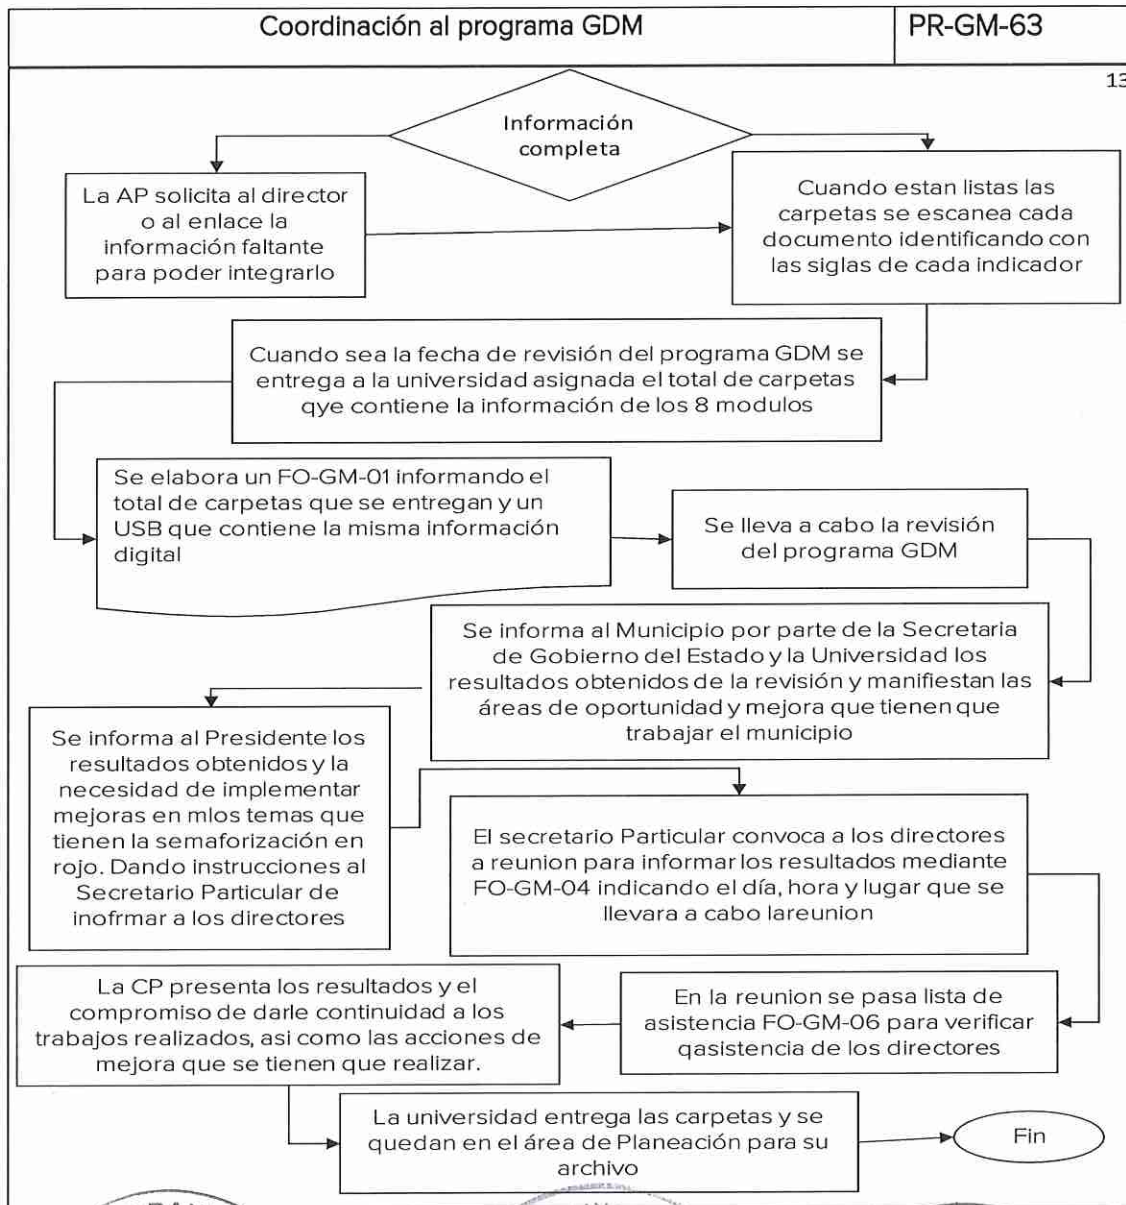 Coordinación al programa GDM
PR-GM-63
13
Información
completa
La AP solicita al director
o al enlace la
información faltante
para poder integrarlo
Cuando estan listas las
carpetas se escanea cada
documento identificando con
las siglas de cada indicador
Cuando sea la fecha de revisión del programa GDM se
entrega a la universidad asignada el total de carpetas
qye contiene la información de los 8 modulos
Se elabora un FO-GM-01 informando el
total de carpetas que se entregan y un
USB que contiene la misma información
digital
Se lleva a cabo la revisión
del programa GDM
Se informa al Municipio por parte de la Secretaria
de Gobierno del Estado y la Universidad los
resultados obtenidos de la revisión y manifiestan las
áreas de oportunidad y mejora que tienen que
trabajar el municipio
Se informa al Presidente los
resultados obtenidos y la
necesidad de implementar
mejoras en mlos temas que
tienen la semaforización en
rojo. Dando instrucciones al
Secretario Particular de
inofrmar a los directores
El secretario Particular convoca a los directores
a reunion para informar los resultados mediante
FO-GM-04 indicando el día, hora y lugar que se
llevara a cabo lareunion
En la reunion se pasa lista de
asistencia FO-GM-06 para verificar
qasistencia de los directores
La CP presenta los resultados y el
compromiso de darle continuidad a los
trabajos realizados, asi como las acciones de
mejora que se tienen que realizar.
La universidad entrega las carpetas y se
quedan en el área de Planeación para su
archivo
Fin